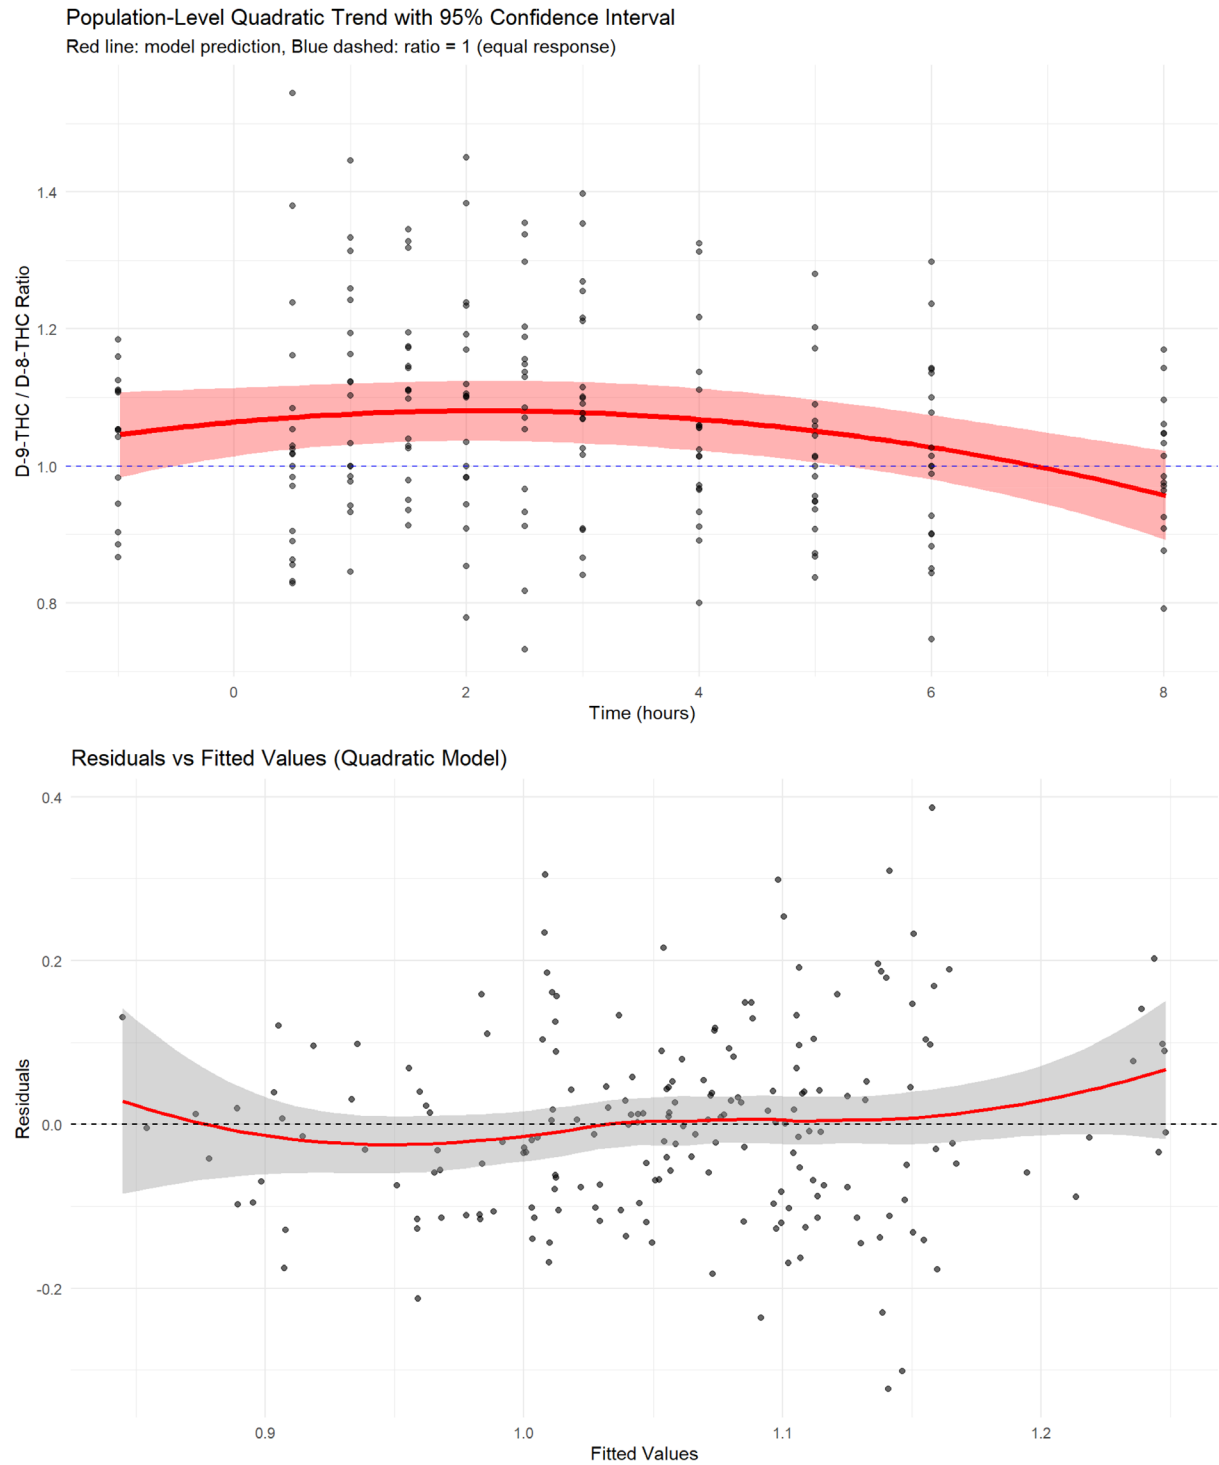 Population-Level Quadratic Trend with 95% Confidence Interval
Red line: model prediction, Blue dashed: ratio = 1 (equal response)
D-9-THC / D-8-THC Ratio
1.4
1.2
1.0
0.8
0 2 4 6 8
Time (hours)
Residuals vs Fitted Values (Quadratic Model)
Residuals
0.4
0.2
0.0
-0.2
0.9 1.0 1.1 1.2
Fitted Values